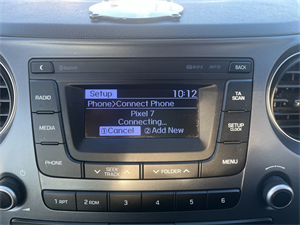 BACK
Setup 10:12
Phone>Connect Phone
Pixel 7
Connecting...
①Cancel ②Add New
RADIO
MEDIA
PHONE
TA
SCAN
SETUP
CLOCK
MENU
SEEK
TRACK
FOLDER
1 RPT 2 RDM 3 4 5 6